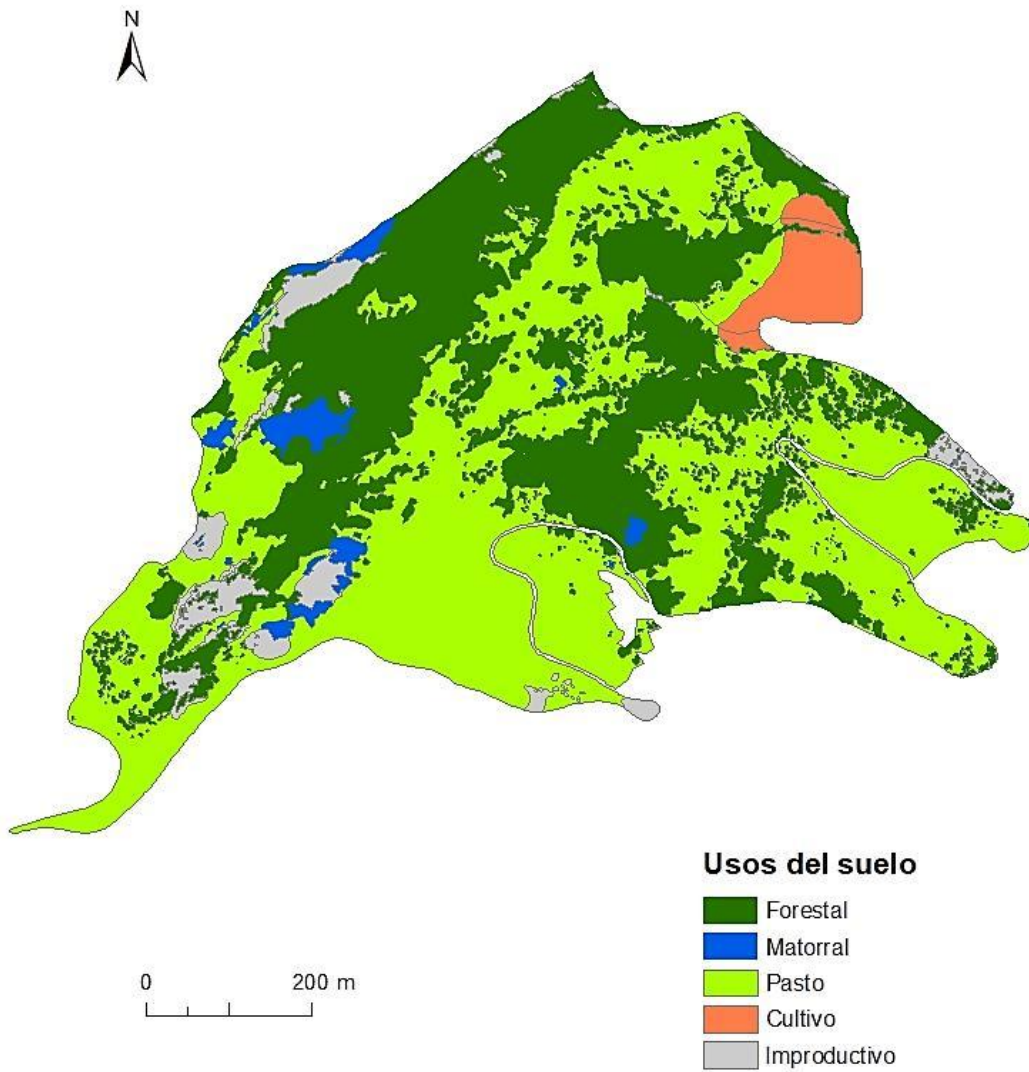 N
Usos del suelo
Forestal
Matorral
Pasto
Cultivo
Improductivo
0 200 m